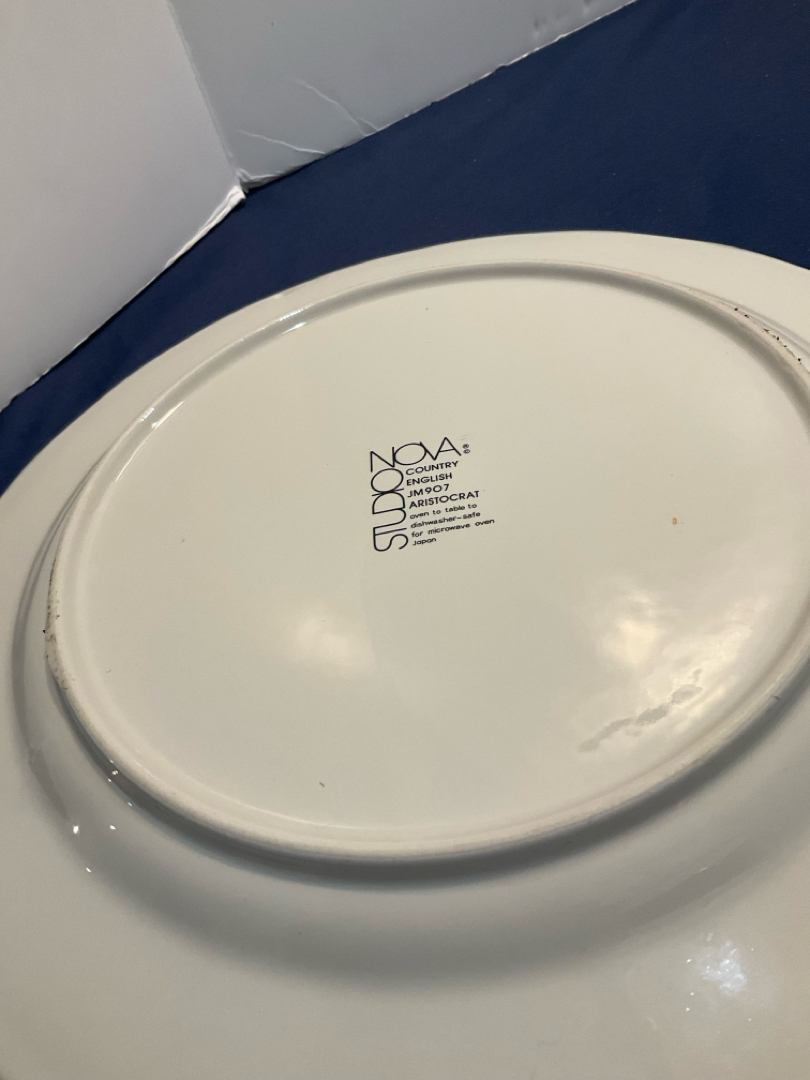 STUDIO
NOVA ®©
COUNTRY
ENGLISH
JM907
ARISTOCRAT
oven to table to
dishwasher-safe
for microwave oven
Japan